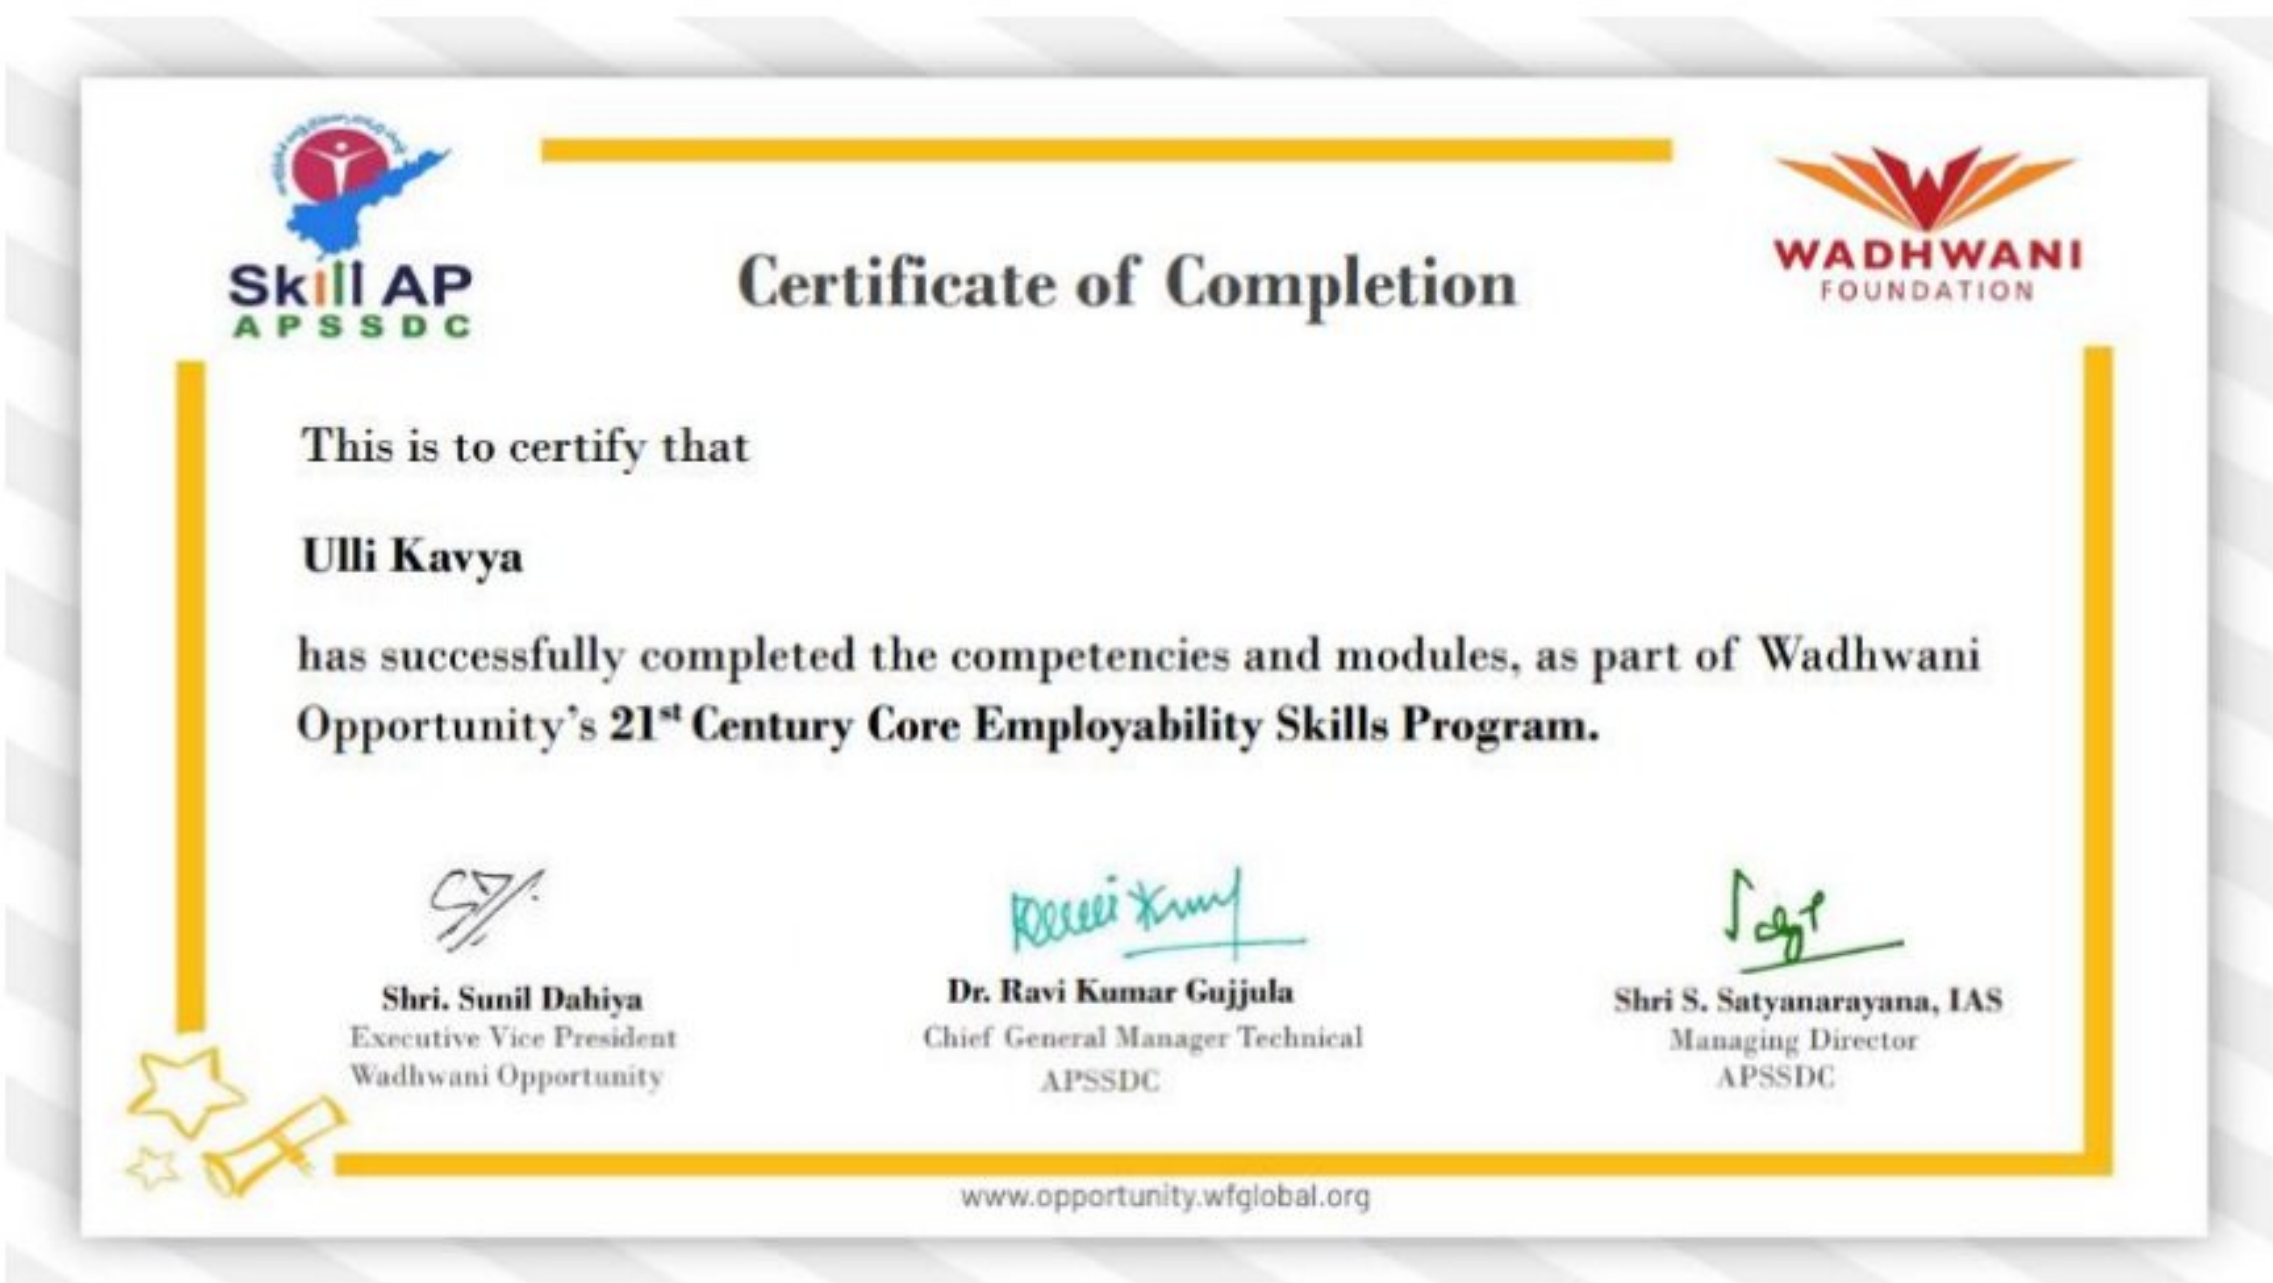 Skill AP
APSSDC
WADHWANI
FOUNDATION
Certificate of Completion
This is to certify that
Ulli Kavya
has successfully completed the competencies and modules, as part of Wadhwani
Opportunity's 21st Century Core Employability Skills Program.
Shri. Sunil Dahiya
Executive Vice President
Wadhwani Opportunity
Dr. Ravi Kumar Gujjula
Chief General Manager Technical
APSSDC
Shri S. Satyanarayana, IAS
Managing Director
APSSDC
www.opportunity.wfglobal.org